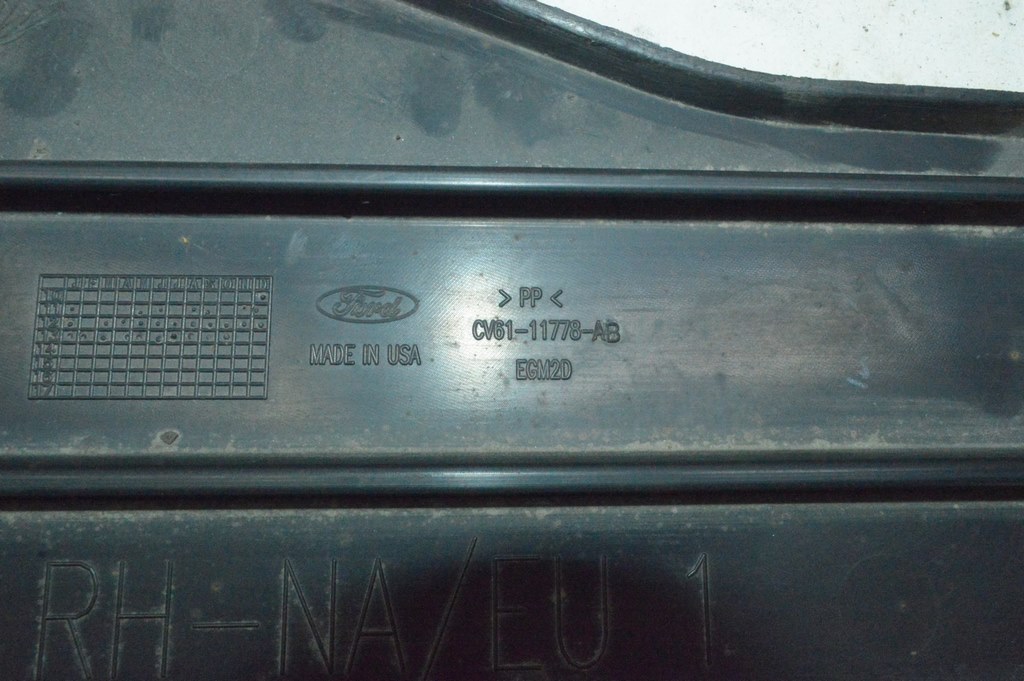 Ford
MADE IN USA
> PP <
CV61-11778-AB
EGM2D
RH-NA/EU 1